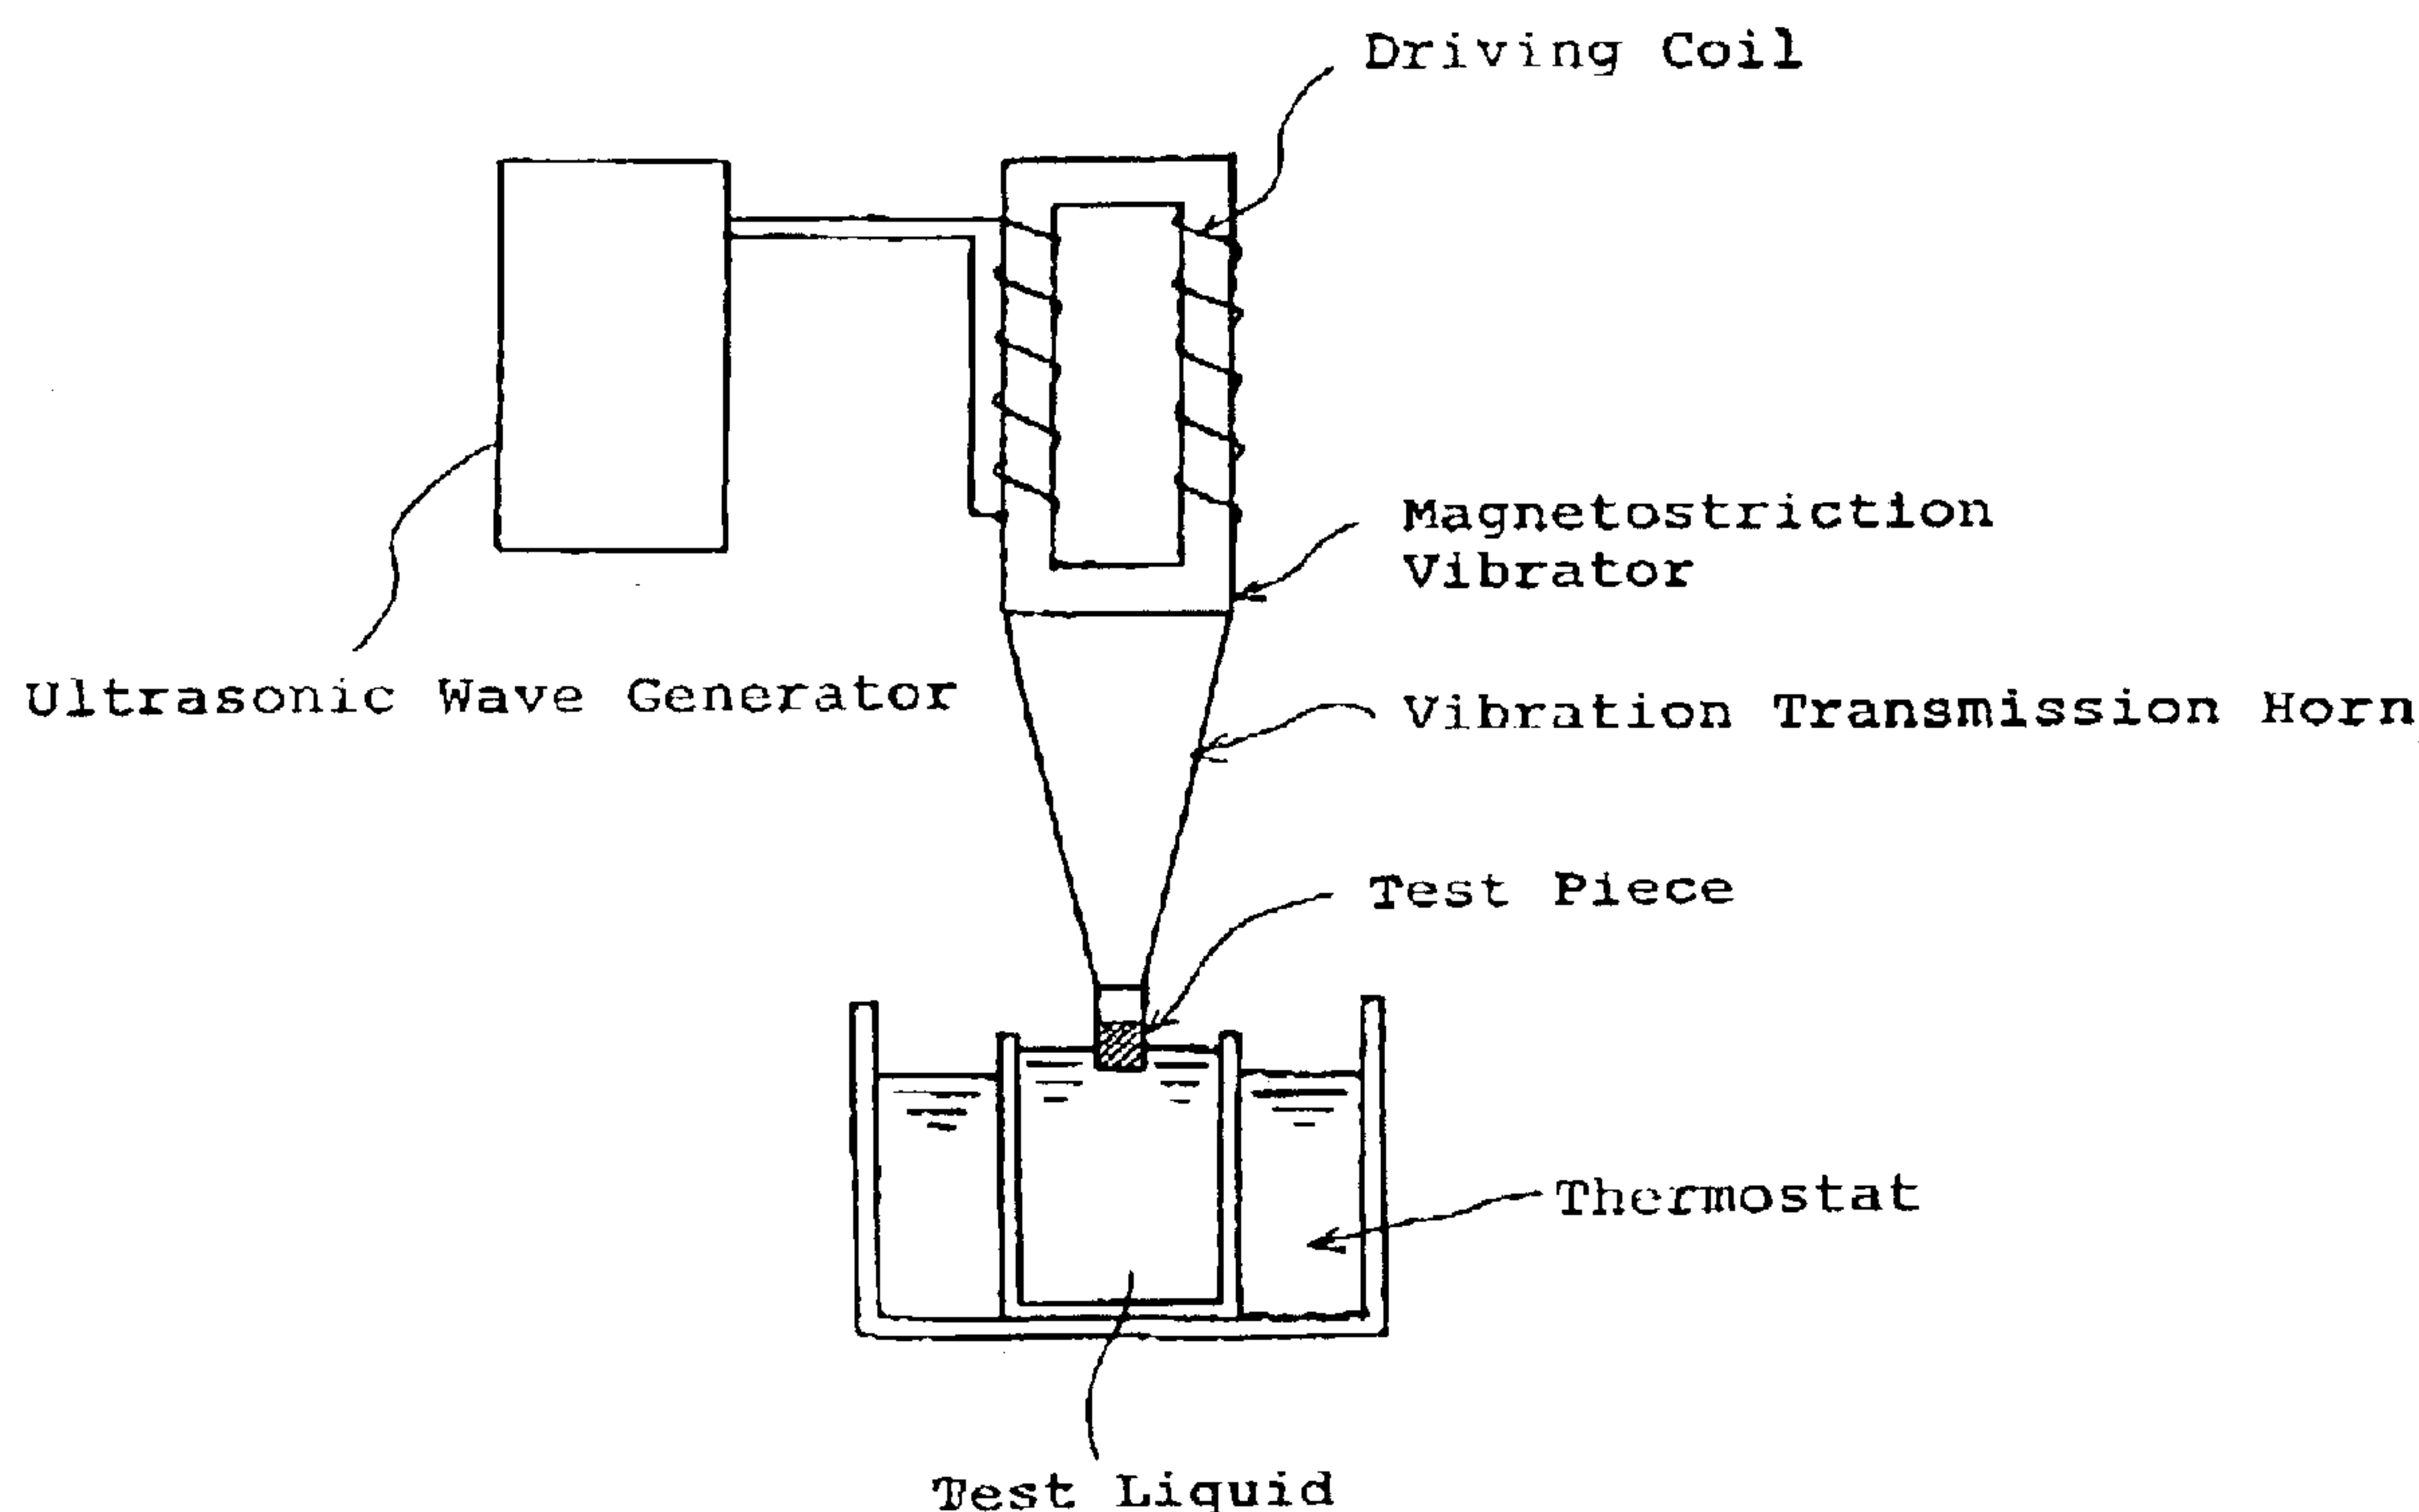 Driving Coil
Magnetostriction
Vibrator
Ultrasonic Wave Generator
Vibration Transmission Horn
Test Piece
Thermostat
Test Liquid